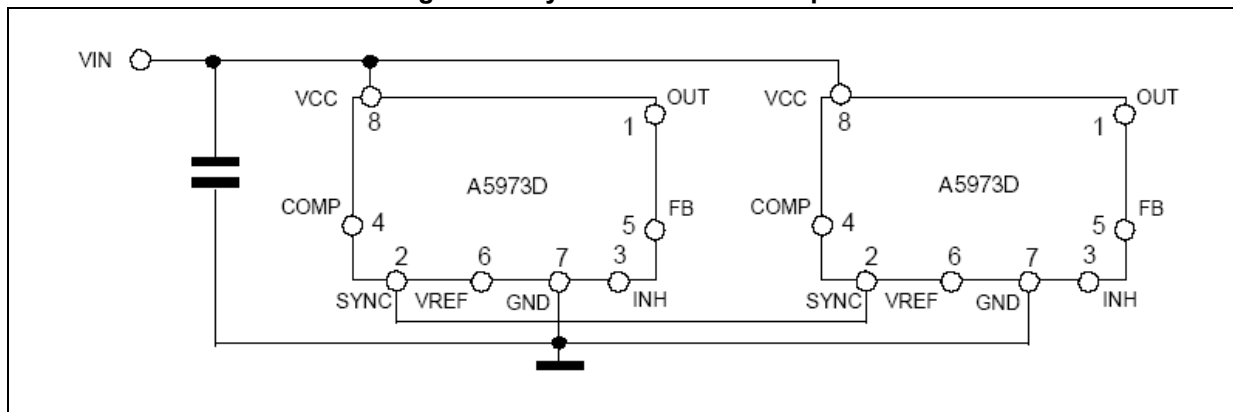 VIN
VCC
8
OUT
1
A5973D
COMP
4
FB
5
2
6
7
3
SYNC
VREF
GND
INH
VCC
8
OUT
1
A5973D
COMP
4
FB
5
2
6
7
3
SYNC
VREF
GND
INH